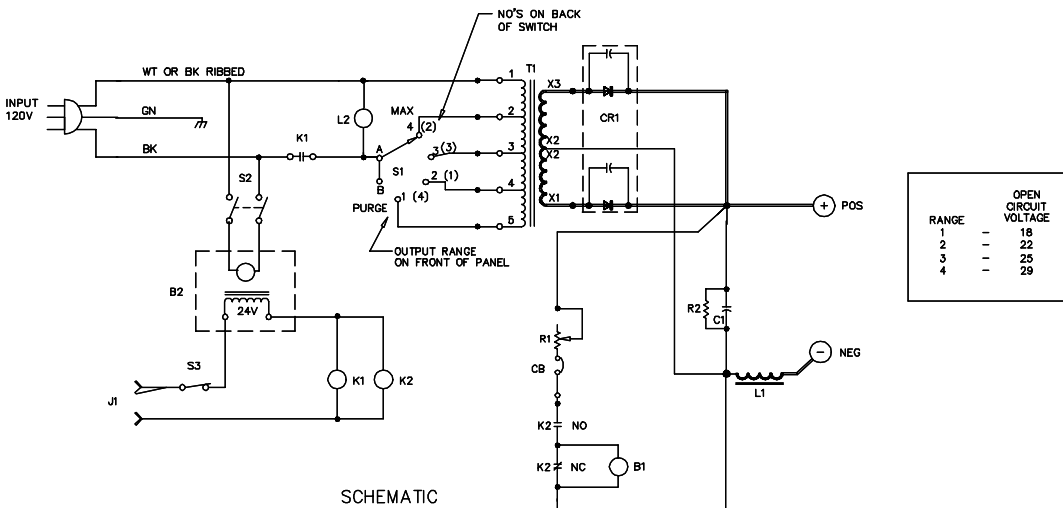 NO'S ON BACK
OF SWITCH
WT OR BK RIBBED
T1
X3
1
INPUT
120V
GN
L2
MAX
4 (2)
2
CR1
K1
BK
A
S1
3 (3)
3
X2
X2
B
2 (1)
4
S2
1 (4)
X1
PURGE
5
+ POS
OUTPUT RANGE
ON FRONT OF PANEL
OPEN
CIRCUIT
RANGE VOLTAGE
1 - 18
2 - 22
3 - 25
4 - 29
B2
24V
R2
C1
R1
- NEG
S3
CB
K1
K2
L1
J1
K2 NO
K2 NC
B1
SCHEMATIC